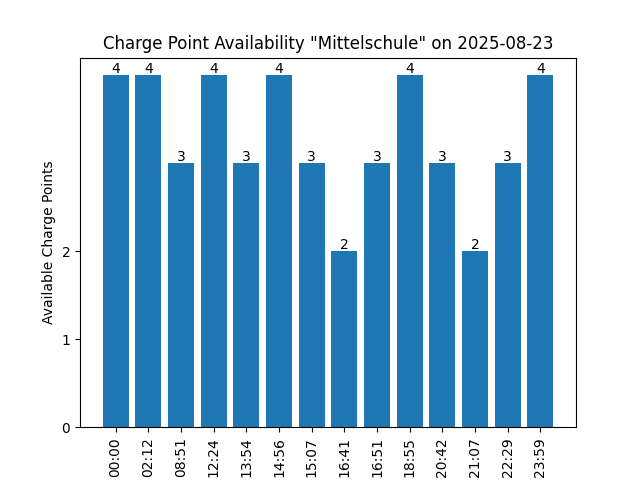 Charge Point Availability "Mittelschule" on 2025-08-23
4 4 3 4 3 4 3 2 3 4 3 2 3 4
Available Charge Points
2
1
0
00:00 02:12 08:51 12:24 13:54 14:56 15:07 16:41 16:51 18:55 20:42 21:07 22:29 23:59